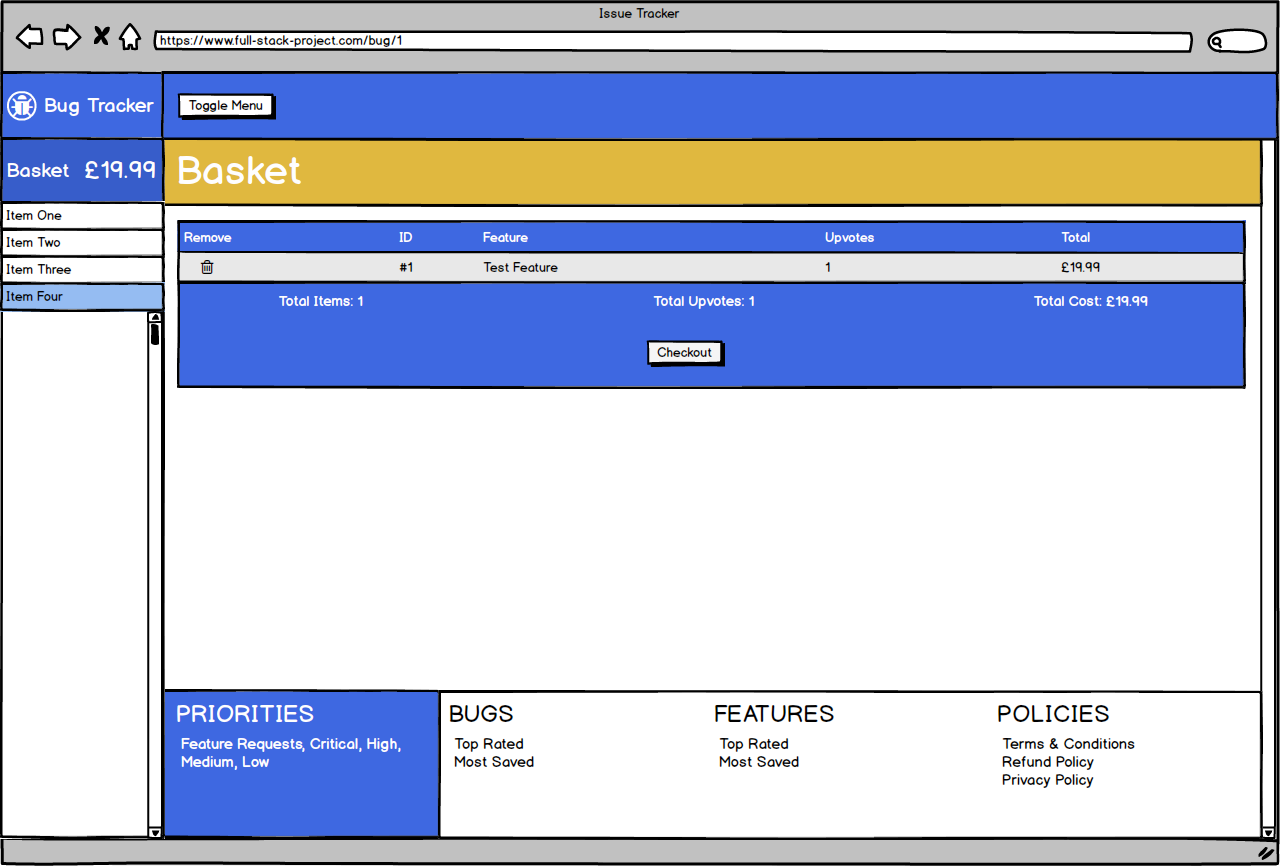 Issue Tracker
https://www.full-stack-project.com/bug/1
Bug Tracker
Toggle Menu
Basket £19.99
Basket
Item One
Item Two
Item Three
Item Four
Remove ID Feature Upvotes Total
#1 Test Feature 1 £19.99
Total Items: 1 Total Upvotes: 1 Total Cost: £19.99
Checkout
PRIORITIES
Feature Requests, Critical, High,
Medium, Low
BUGS
Top Rated
Most Saved
FEATURES
Top Rated
Most Saved
POLICIES
Terms & Conditions
Refund Policy
Privacy Policy